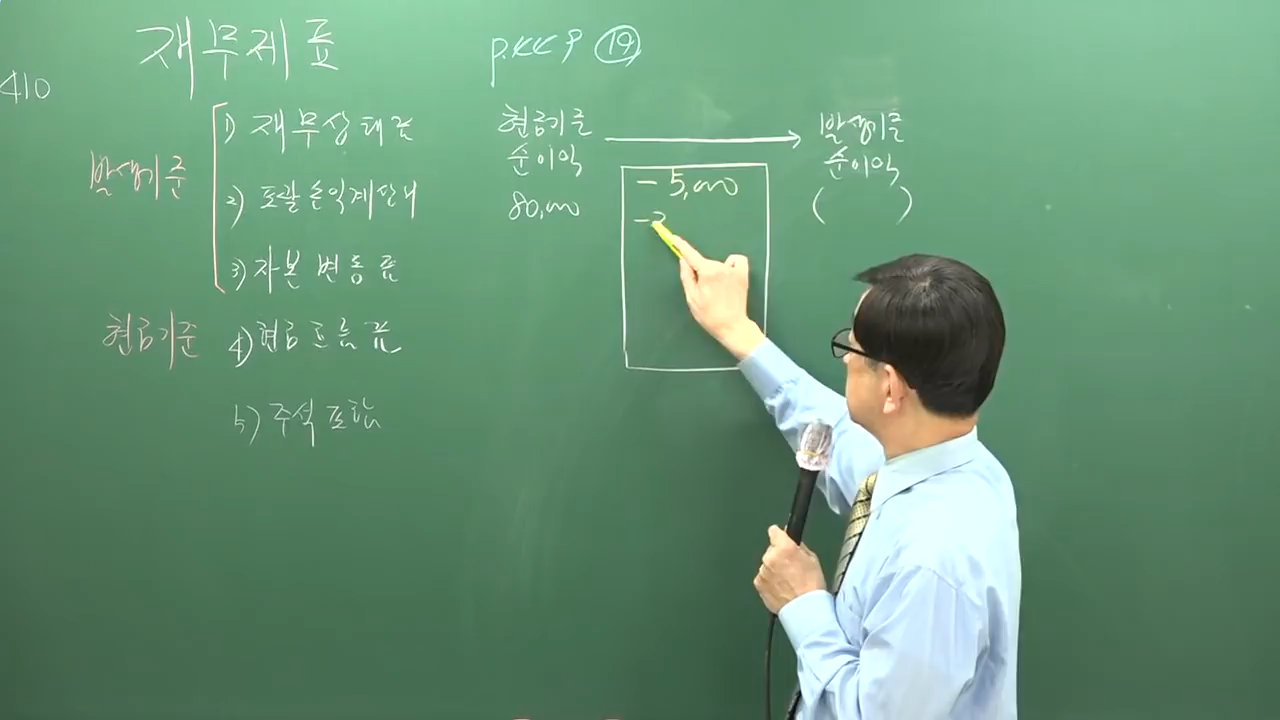 재무제표
410
발생기준
1) 재무상태표
2) 포괄손익계산서
3) 자본변동표
현금기준
4) 현금흐름표
5) 주석 포함
p.449 ⑲
현금기준
순이익
80,000
- 5,000
-
발생기준
순이익
( )